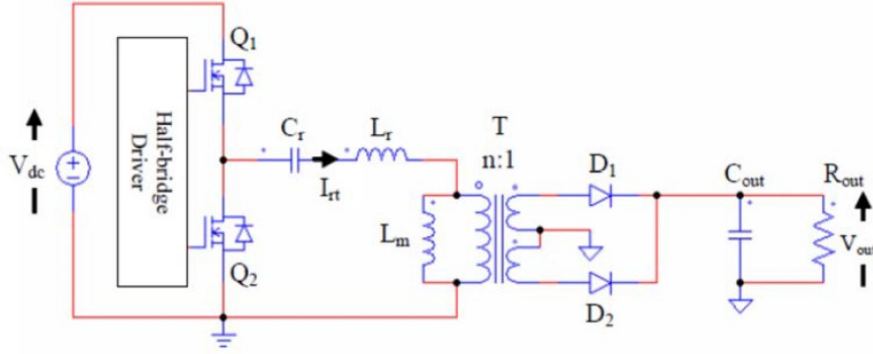 Q1
Vdc
Half-bridge
Driver
Cr
Irt
Lr
T
n:1
Lm
D1
D2
Cout
Rout
Vout
Q2